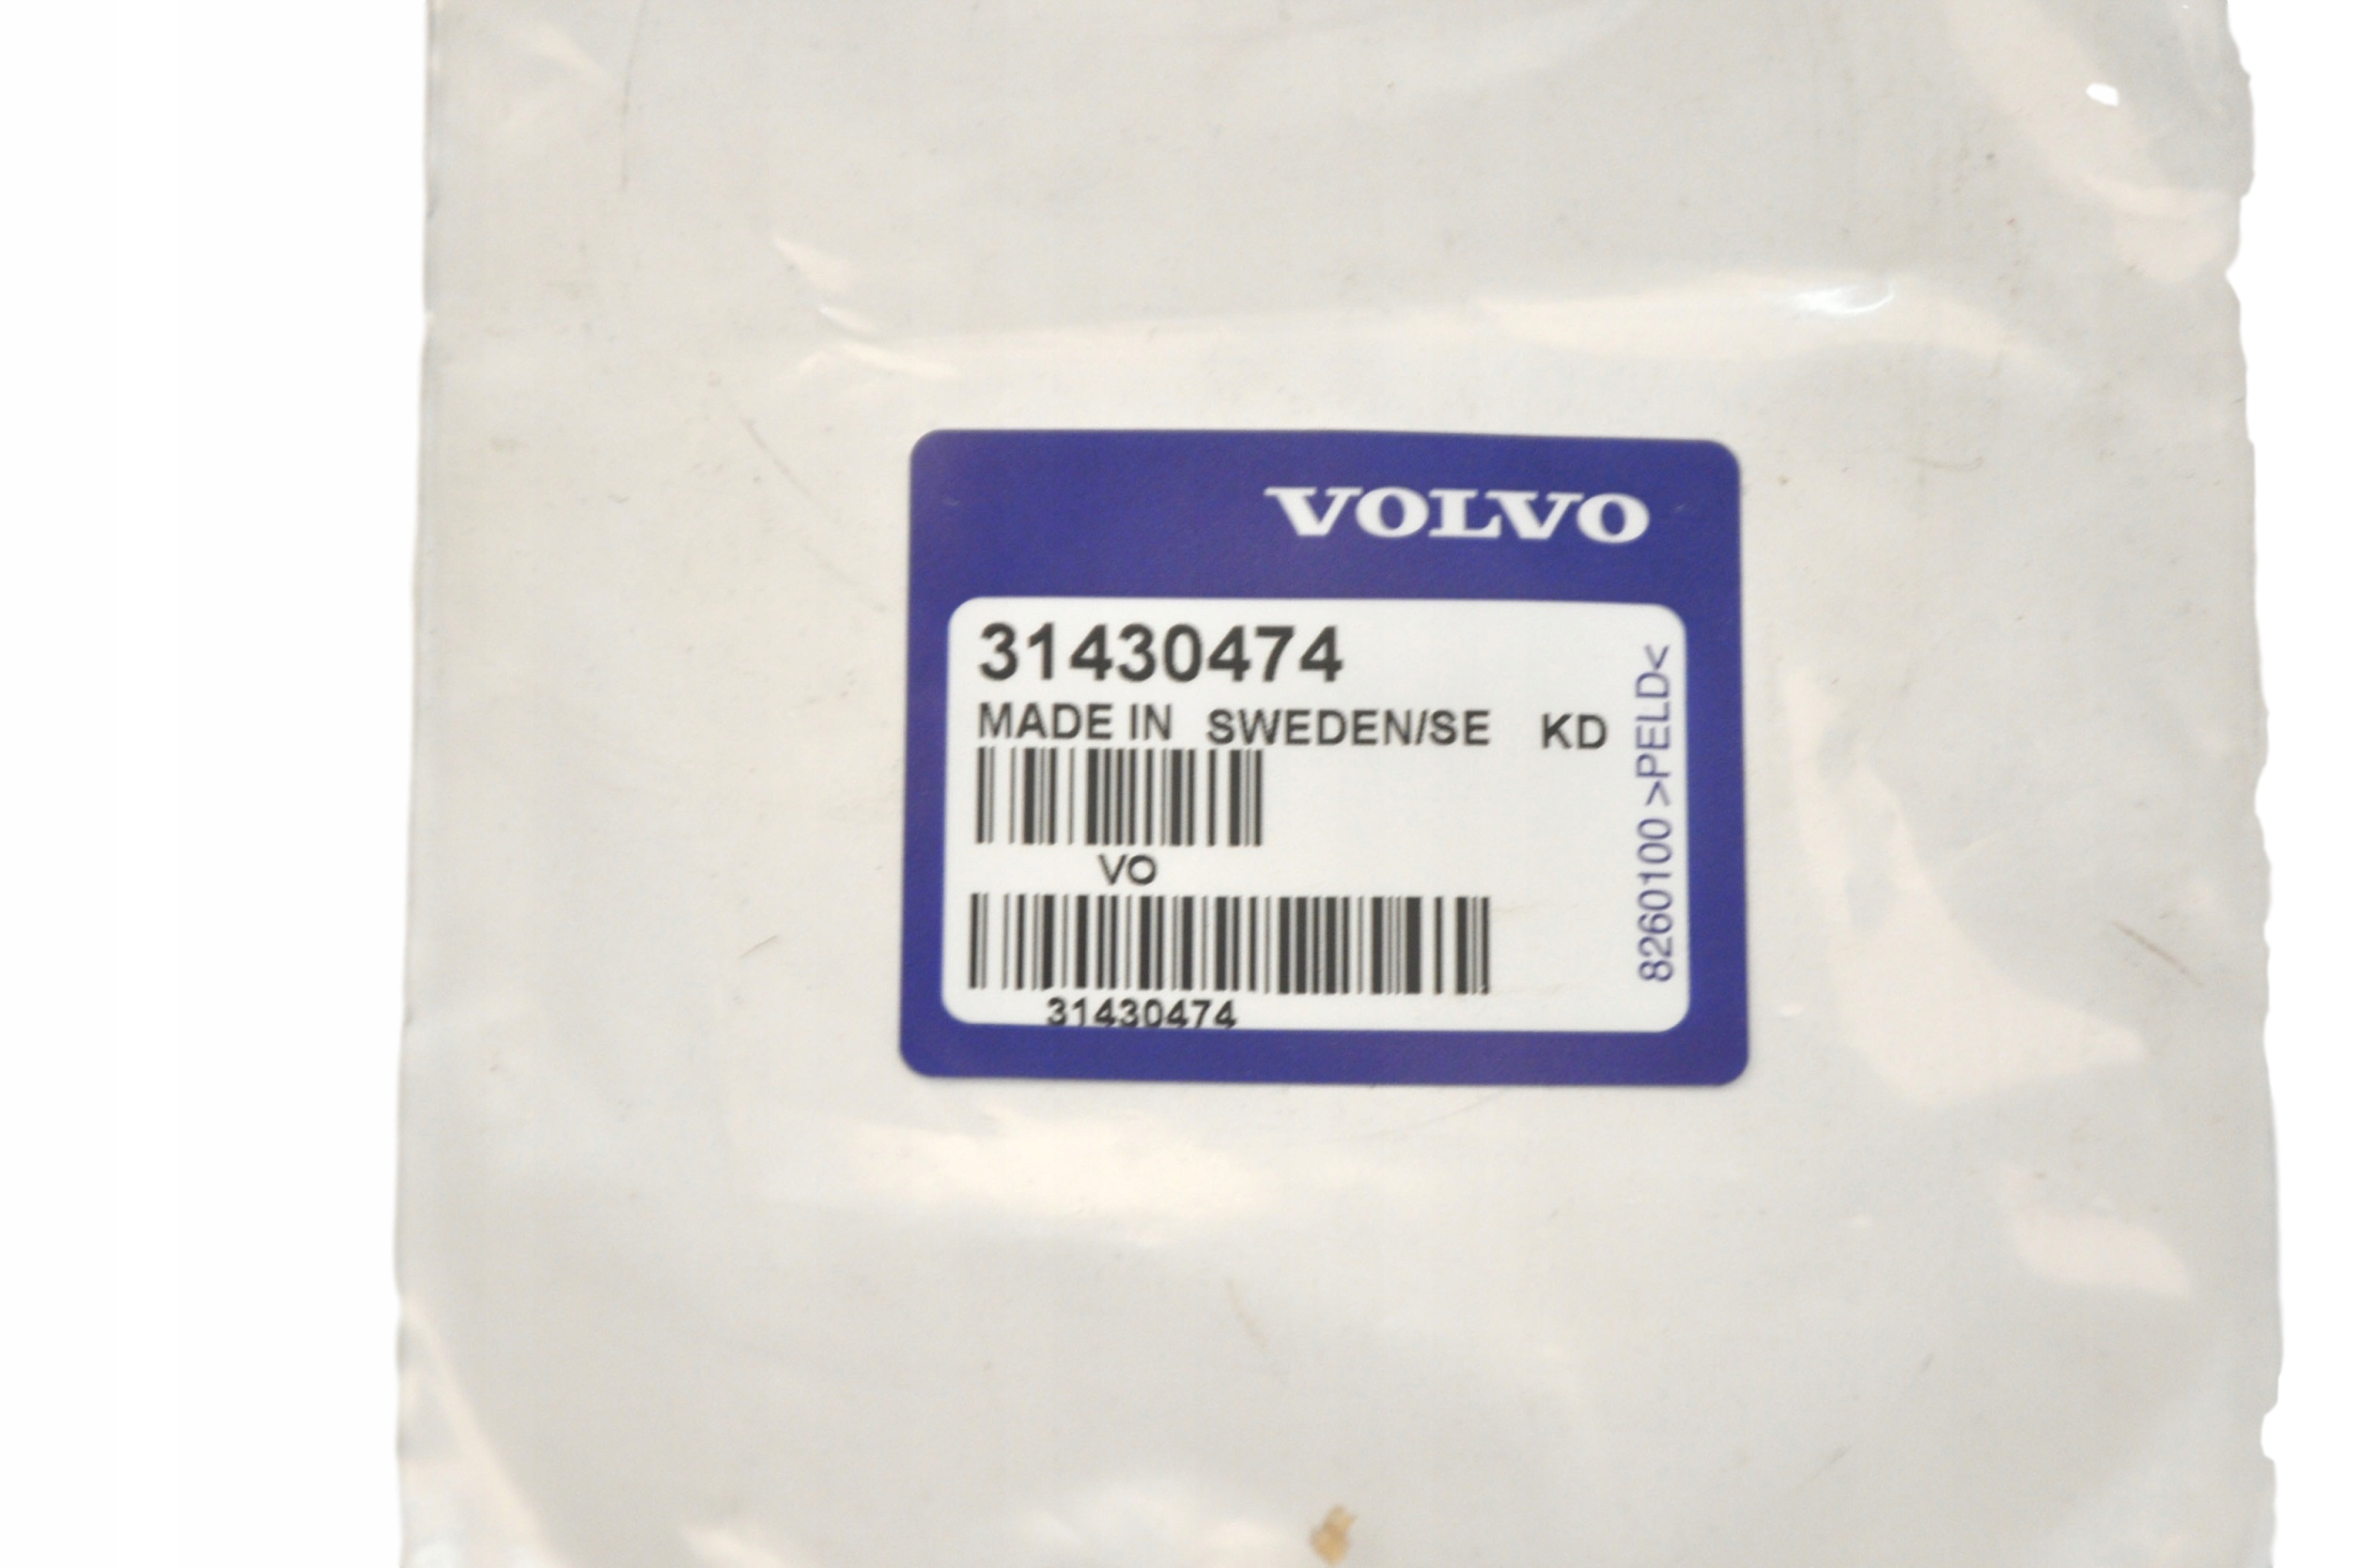 VOLVO
31430474
MADE IN SWEDEN/SE KD
VO
31430474
8260100 >PELD<